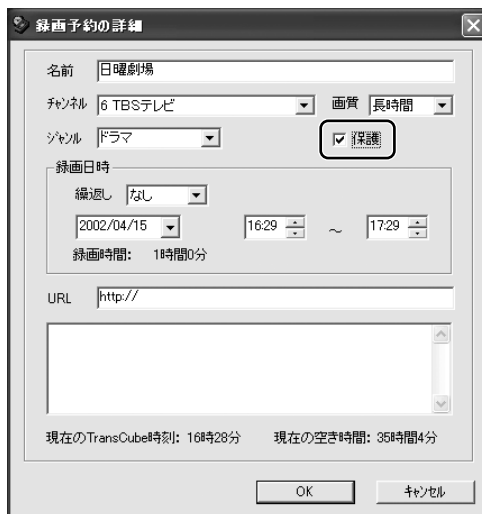 録画予約の詳細
名前 日曜劇場
チャンネル 6 TBSテレビ 画質 長時間
ジャンル ドラマ 保護
録画日時
繰返し なし
2002/04/15 16:29 ～ 17:29
録画時間: 1時間0分
URL http://
現在のTransCube時刻: 16時28分 現在の空き時間: 35時間4分
OK キャンセル